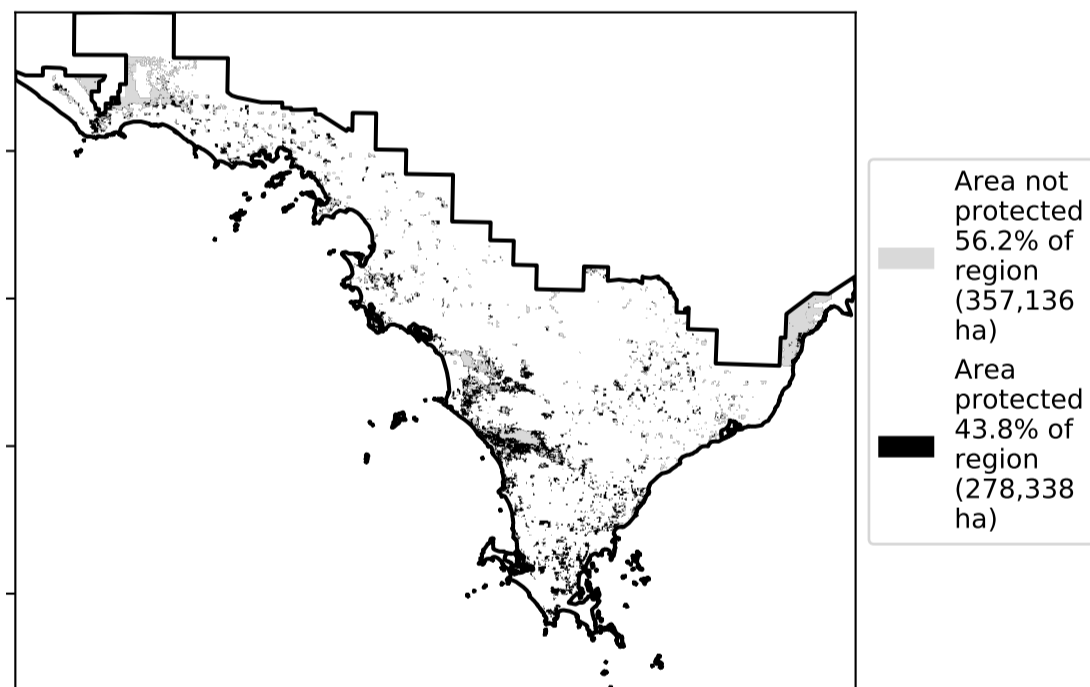 Area not
protected
56.2% of
region
(357,136
ha)
Area
protected
43.8% of
region
(278,338
ha)